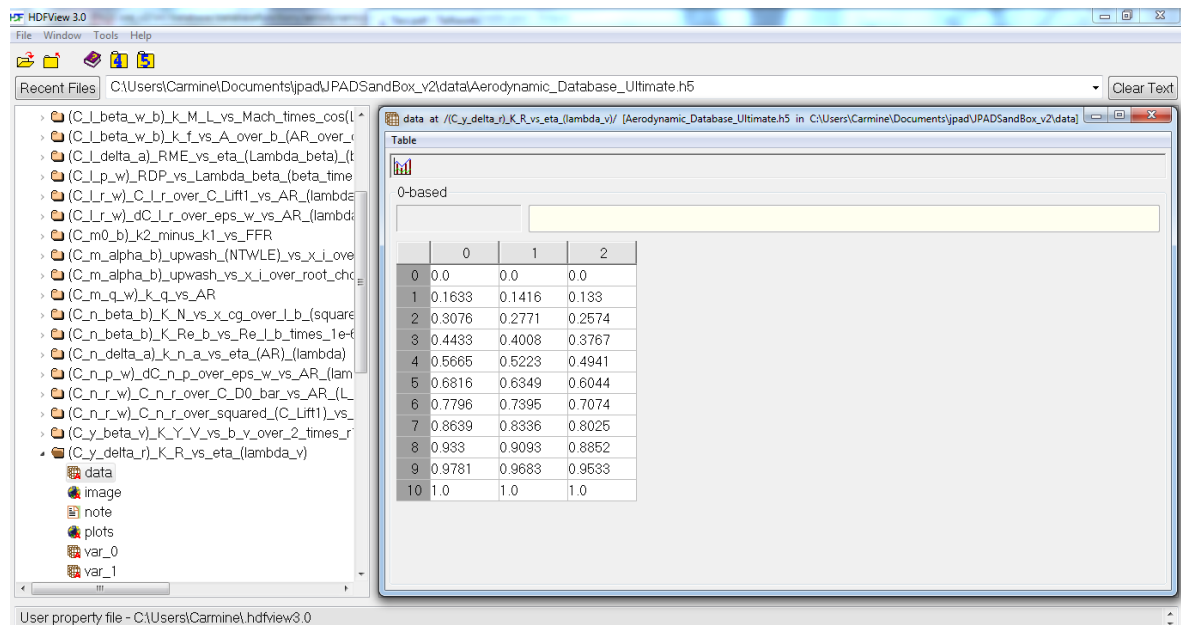 HDFView 3.0
File Window Tools Help
Recent Files C:\Users\Carmine\Documents\jpad\JPADSandBox_v2\data\Aerodynamic_Database_Ultimate.h5 Clear Text
(C_l_beta_w_b)_k_M_L_vs_Mach_times_cos(L
(C_l_beta_w_b)_k_f_vs_A_over_b_(AR_over_
(C_l_delta_a)_RME_vs_eta_(Lambda_beta)_(
(C_l_p_w)_RDP_vs_Lambda_beta_(beta_time
(C_l_r_w)_C_l_r_over_C_Lift1_vs_AR_(lambda
(C_l_r_w)_dC_l_r_over_eps_w_vs_AR_(lambda
(C_m0_b)_k2_minus_k1_vs_FFR
(C_m_alpha_b)_upwash_(NTWLE)_vs_x_i_ove
(C_m_alpha_b)_upwash_vs_x_i_over_root_cho
(C_m_q_w)_k_q_vs_AR
(C_n_beta_b)_K_N_vs_x_cg_over_l_b_(square
(C_n_beta_b)_K_Re_b_vs_Re_l_b_times_1e-6
(C_n_delta_a)_k_n_a_vs_eta_(AR)_(lambda)
(C_n_p_w)_dC_n_p_over_eps_w_vs_AR_(lam
(C_n_r_w)_C_n_r_over_C_D0_bar_vs_AR_(L_
(C_n_r_w)_C_n_r_over_squared_(C_Lift1)_vs_
(C_y_beta_v)_K_Y_V_vs_b_v_over_2_times_r
(C_y_delta_r)_K_R_vs_eta_(lambda_v)
data
image
note
plots
var_0
var_1
data at /(C_y_delta_r)_K_R_vs_eta_(lambda_v)/ [Aerodynamic_Database_Ultimate.h5 in C:\Users\Carmine\Documents\jpad\JPADSandBox_v2\data]
Table
0-based
0 1 2
0 0.0 0.0 0.0
1 0.1633 0.1416 0.133
2 0.3076 0.2771 0.2574
3 0.4433 0.4008 0.3767
4 0.5665 0.5223 0.4941
5 0.6816 0.6349 0.6044
6 0.7796 0.7395 0.7074
7 0.8639 0.8336 0.8025
8 0.933 0.9093 0.8852
9 0.9781 0.9683 0.9533
10 1.0 1.0 1.0
User property file - C:\Users\Carmine\.hdfview3.0